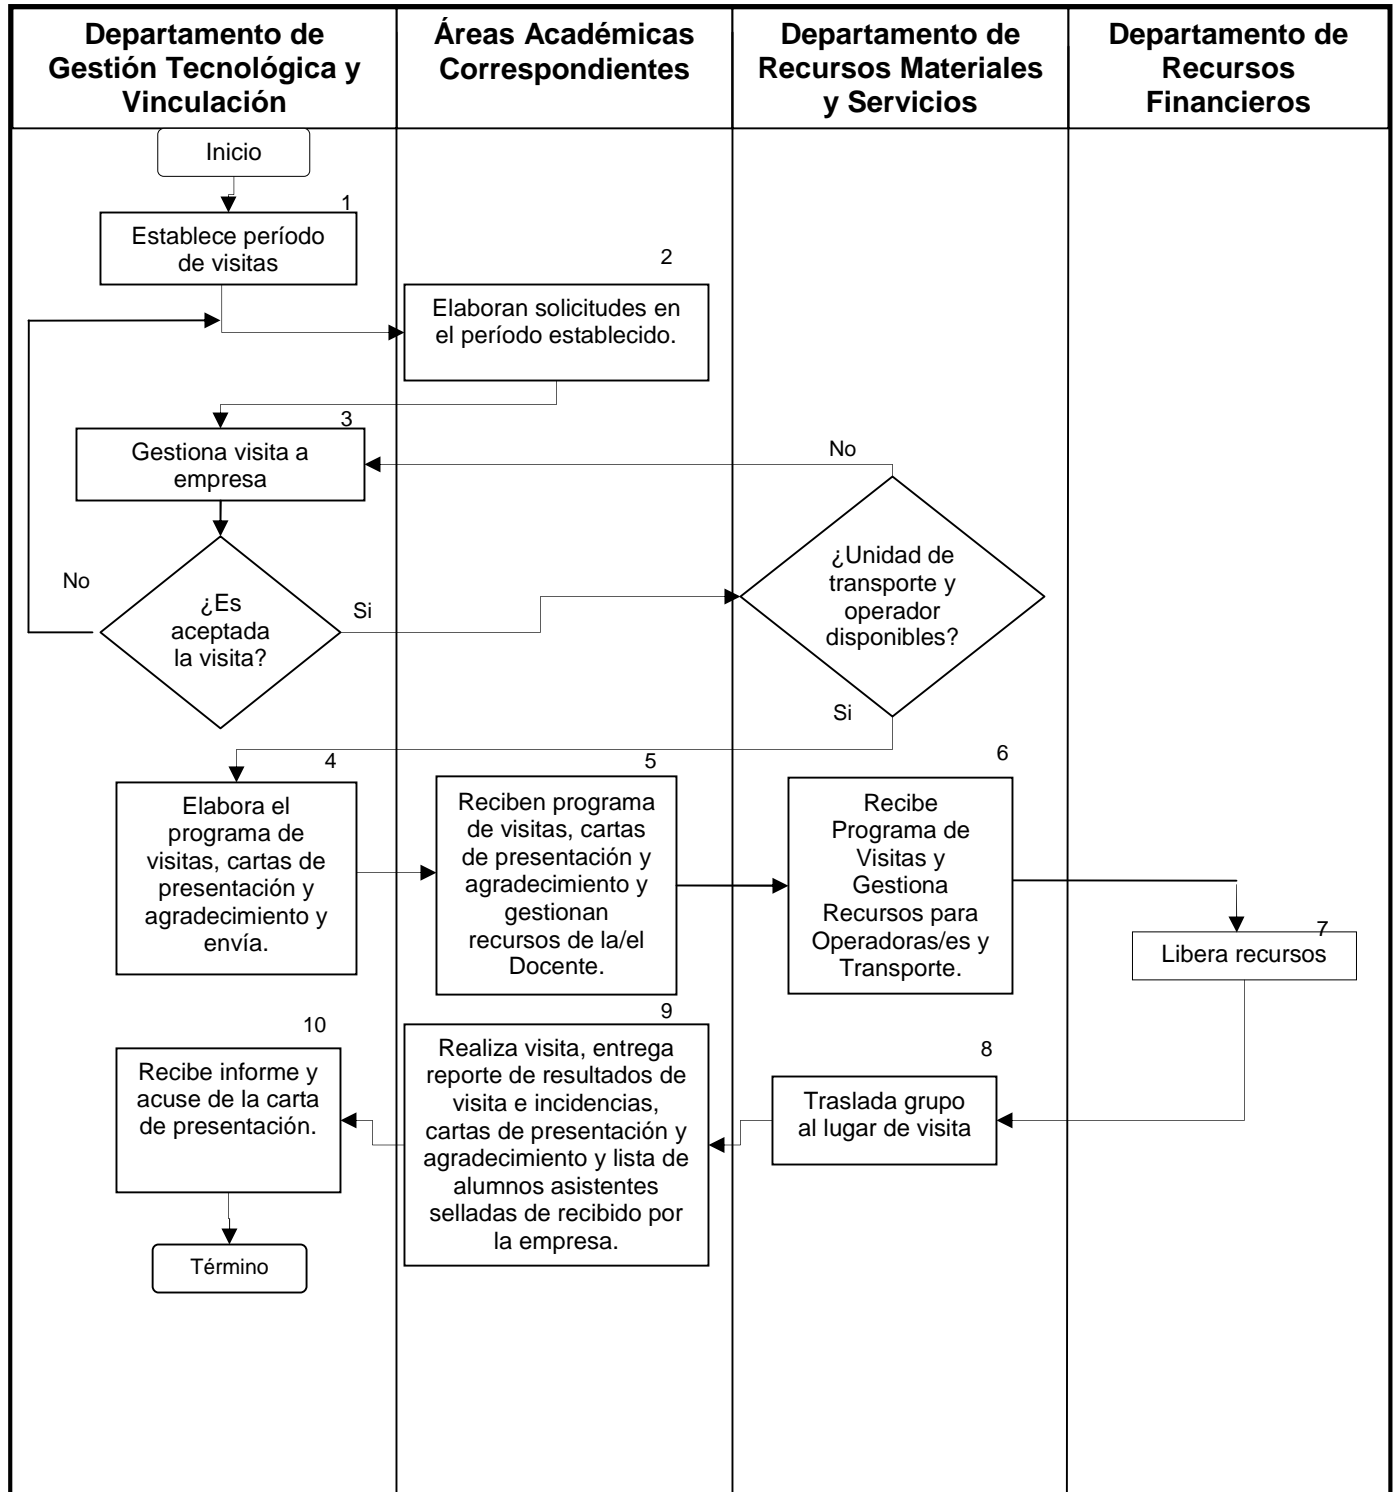 Departamento de
Gestión Tecnológica y
Vinculación
Áreas Académicas
Correspondientes
Departamento de
Recursos Materiales
y Servicios
Departamento de
Recursos
Financieros
Inicio
1
Establece período
de visitas
2
Elaboran solicitudes en
el período establecido.
3
Gestiona visita a
empresa
No
¿Es
aceptada
la visita?
Si
No
¿Unidad de
transporte y
operador
disponibles?
Si
4
Elabora el
programa de
visitas, cartas de
presentación y
agradecimiento y
envía.
5
Reciben programa
de visitas, cartas
de presentación y
agradecimiento y
gestionan
recursos de la/el
Docente.
6
Recibe
Programa de
Visitas y
Gestiona
Recursos para
Operadoras/es y
Transporte.
7
Libera recursos
8
Traslada grupo
al lugar de visita
9
Realiza visita, entrega
reporte de resultados de
visita e incidencias,
cartas de presentación y
agradecimiento y lista de
alumnos asistentes
selladas de recibido por
la empresa.
10
Recibe informe y
acuse de la carta
de presentación.
Término